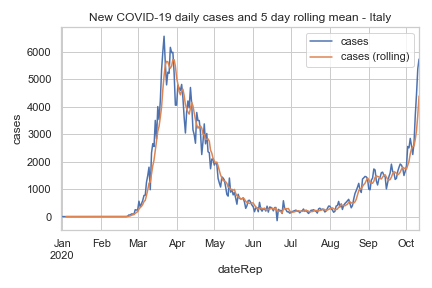 New COVID-19 daily cases and 5 day rolling mean - Italy
cases
cases (rolling)
cases
6000
5000
4000
3000
2000
1000
0
Jan Feb Mar Apr May Jun Jul Aug Sep Oct
2020
dateRep